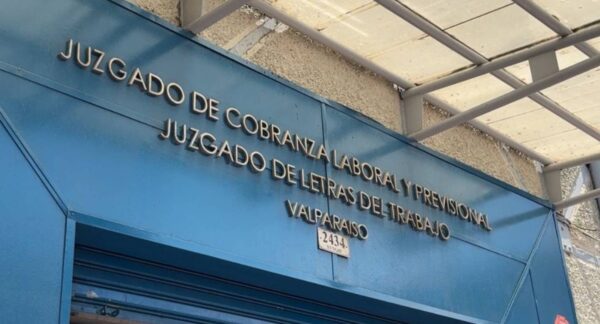 JUZGADO DE COBRANZA LABORAL Y PREVISIONAL
JUZGADO DE LETRAS DEL TRABAJO
VALPARAISO
2434